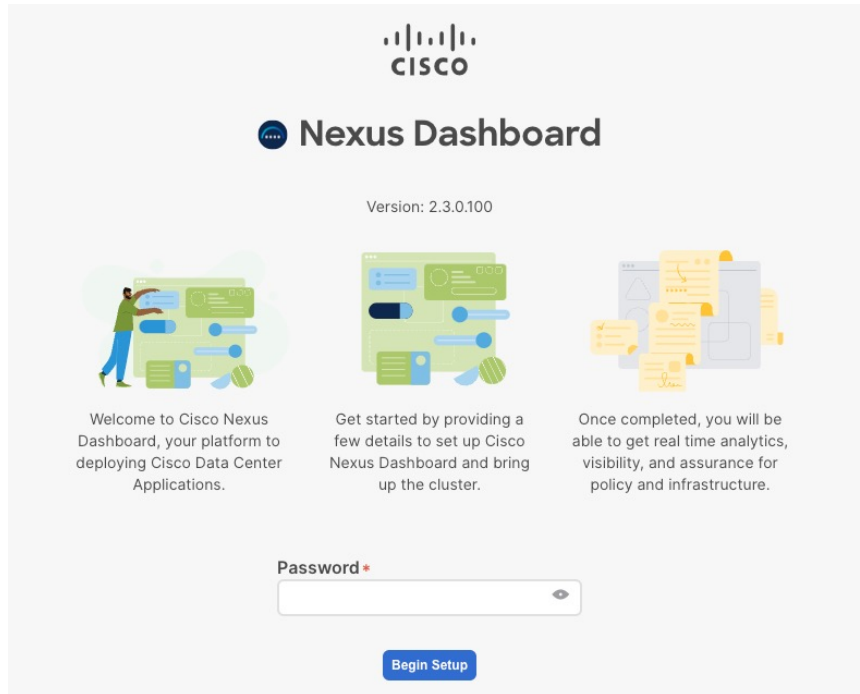 CISCO
Nexus Dashboard
Version: 2.3.0.100
Welcome to Cisco Nexus
Dashboard, your platform to
deploying Cisco Data Center
Applications.
Get started by providing a
few details to set up Cisco
Nexus Dashboard and bring
up the cluster.
Once completed, you will be
able to get real time analytics,
visibility, and assurance for
policy and infrastructure.
Password *
Begin Setup